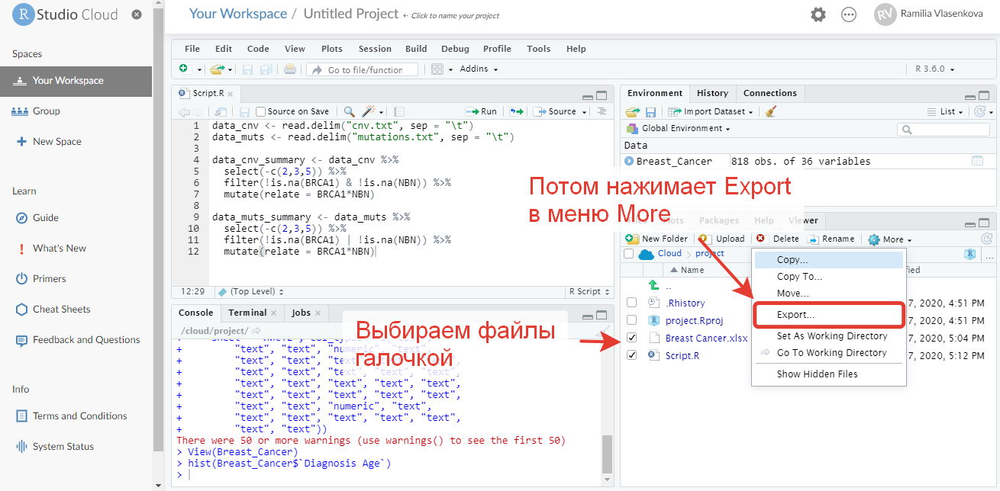 R Studio Cloud
Your Workspace / Untitled Project ← Click to name your project
RV Ramilia Vlasenkova
Spaces
Your Workspace
Group
New Space
Learn
Guide
What's New
Primers
Cheat Sheets
Feedback and Questions
Info
Terms and Conditions
System Status
File Edit Code View Plots Session Build Debug Profile Tools Help
Go to file/function Addins R 3.6.0
Script.R
Source on Save Run Source
1 data_cnv <- read.delim("cnv.txt", sep = "\t")
2 data_muts <- read.delim("mutations.txt", sep = "\t")
3
4 data_cnv_summary <- data_cnv %>%
5 select(-c(2,3,5)) %>%
6 filter(!is.na(BRCA1) & !is.na(NBN)) %>%
7 mutate(relate = BRCA1*NBN)
8
9 data_muts_summary <- data_muts %>%
10 select(-c(2,3,5)) %>%
11 filter(!is.na(BRCA1) | !is.na(NBN)) %>%
12 mutate(relate = BRCA1*NBN)
12:29 (Top Level) R Script
Console Terminal Jobs
/cloud/project/
Выбираем файлы
галочкой
+ "text", "text", "numeric", "text",
+ "text", "text", "text", "text",
+ "text", "text", "text", "text", "text",
+ "text", "text", "text", "text", "text",
+ "text", "text", "text", "text", "text",
+ "text", "text", "numeric", "text",
+ "text", "text", "text", "text", "text",
+ "text", "text"))
There were 50 or more warnings (use warnings() to see the first 50)
> View(Breast_Cancer)
> hist(Breast_Cancer$`Diagnosis Age`)
>
Environment History Connections
Import Dataset List
Global Environment
Data
Breast_Cancer 818 obs. of 36 variables
Потом нажимает Export
в меню More
Plots Packages Help Viewer
New Folder Upload Delete Rename More
Cloud project R ...
Name
..
.Rhistory 7, 2020, 4:51 PM
project.Rproj 7, 2020, 4:51 PM
Breast Cancer.xlsx 7, 2020, 5:04 PM
Script.R 7, 2020, 5:12 PM
Copy...
Copy To...
Move...
Export...
Set As Working Directory
Go To Working Directory
Show Hidden Files